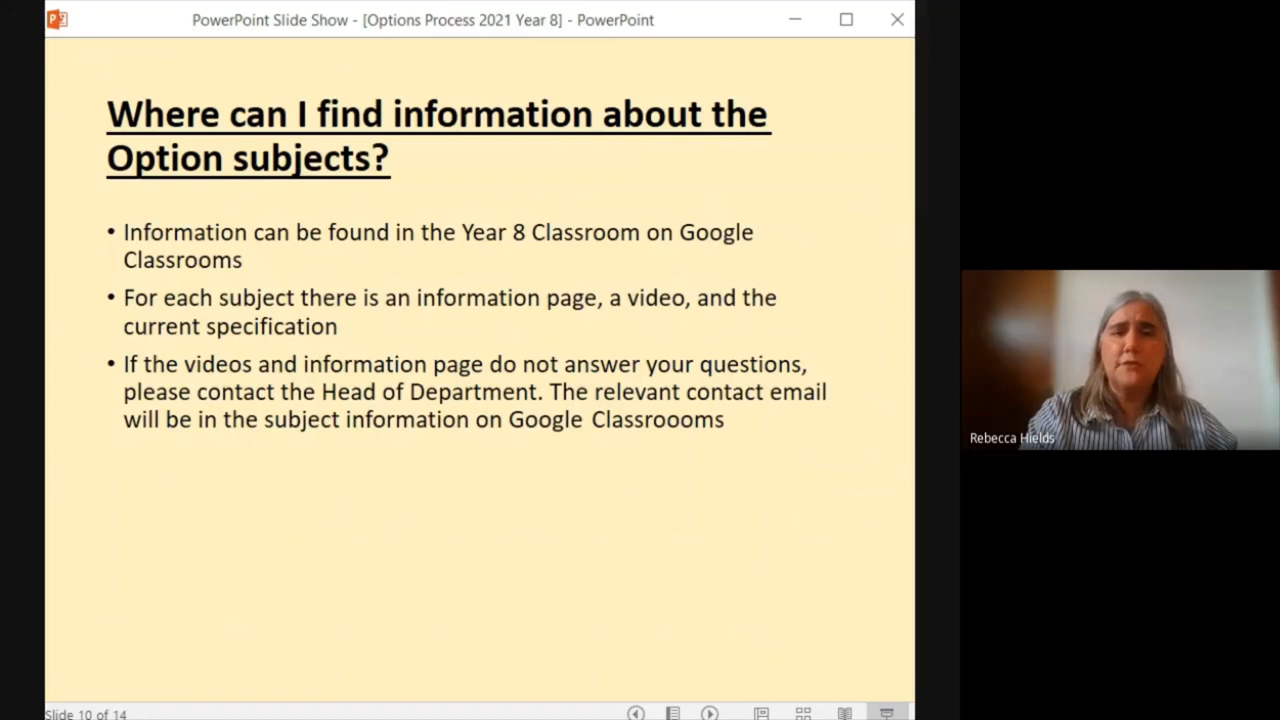 PowerPoint Slide Show - [Options Process 2021 Year 8] - PowerPoint
Where can I find information about the
Option subjects?
• Information can be found in the Year 8 Classroom on Google
Classrooms
• For each subject there is an information page, a video, and the
current specification
• If the videos and information page do not answer your questions,
please contact the Head of Department. The relevant contact email
will be in the subject information on Google Classroooms
Rebecca Hields
Slide 10 of 14